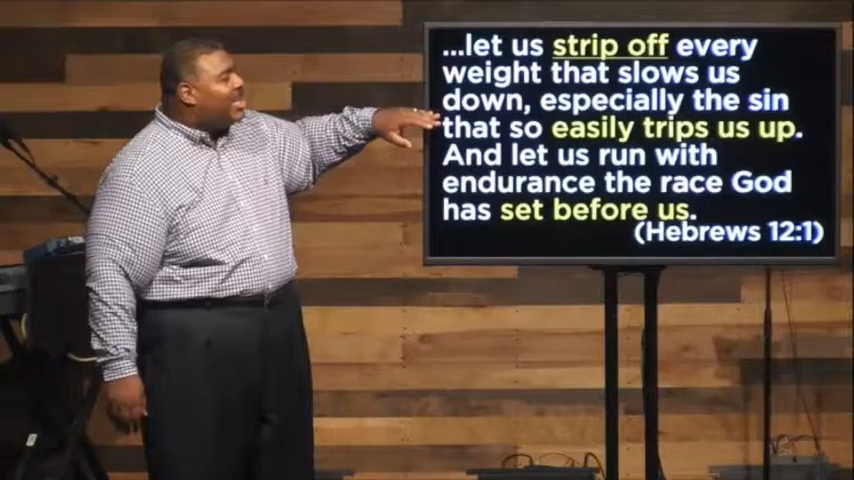 ...let us strip off every
weight that slows us
down, especially the sin
that so easily trips us up.
And let us run with
endurance the race God
has set before us.
(Hebrews 12:1)